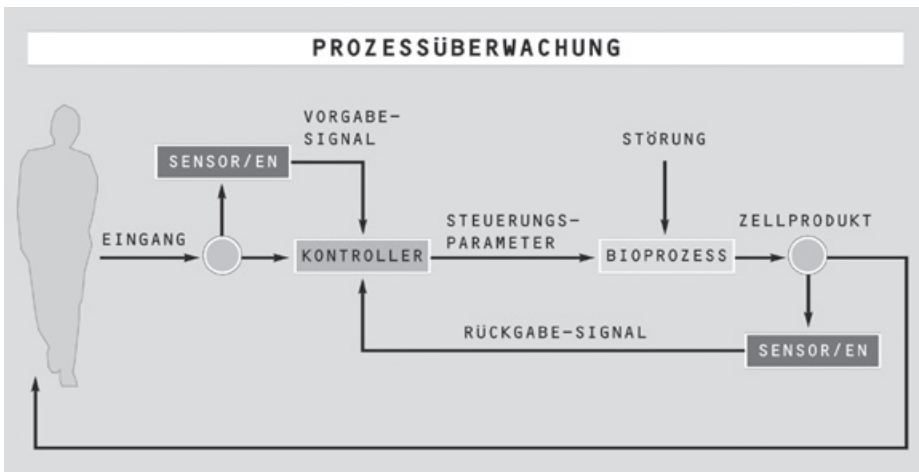 PROZESSÜBERWACHUNG
VORGABE-
SIGNAL
SENSOR/EN
STÖRUNG
EINGANG
STEUERUNGS-
PARAMETER
ZELLPRODUKT
KONTROLLER
BIOPROZESS
RÜCKGABE-SIGNAL
SENSOR/EN